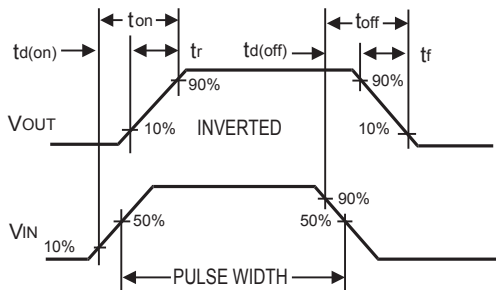 ton
toff
td(on)
tr
td(off)
tf
90%
90%
VOUT
10%
INVERTED
10%
90%
VIN
50%
50%
10%
PULSE WIDTH